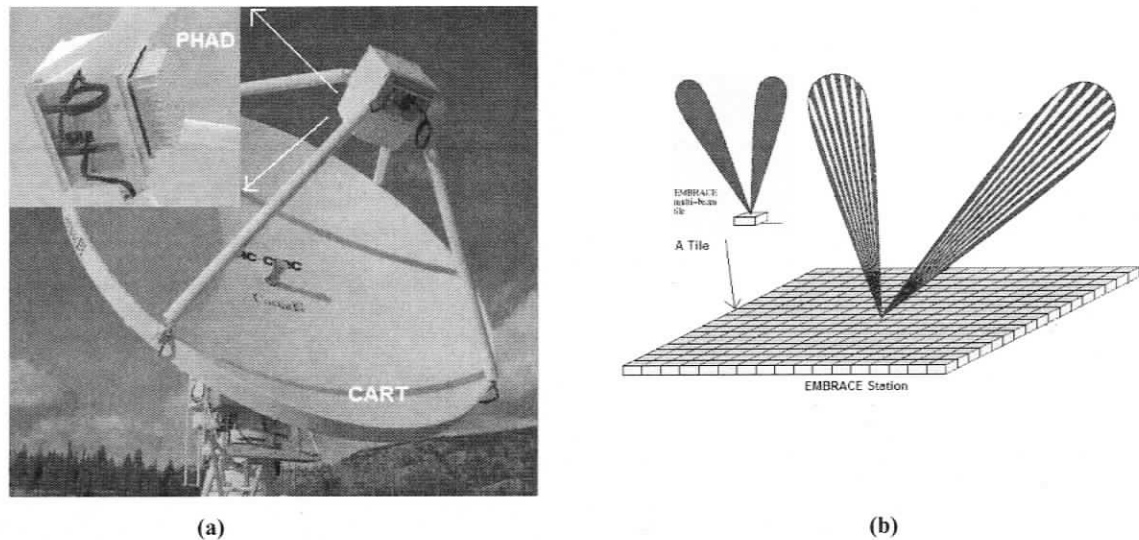 PHAD
CART
(a)
EMBRACE
multi-beam
tile
A Tile
EMBRACE Station
(b)